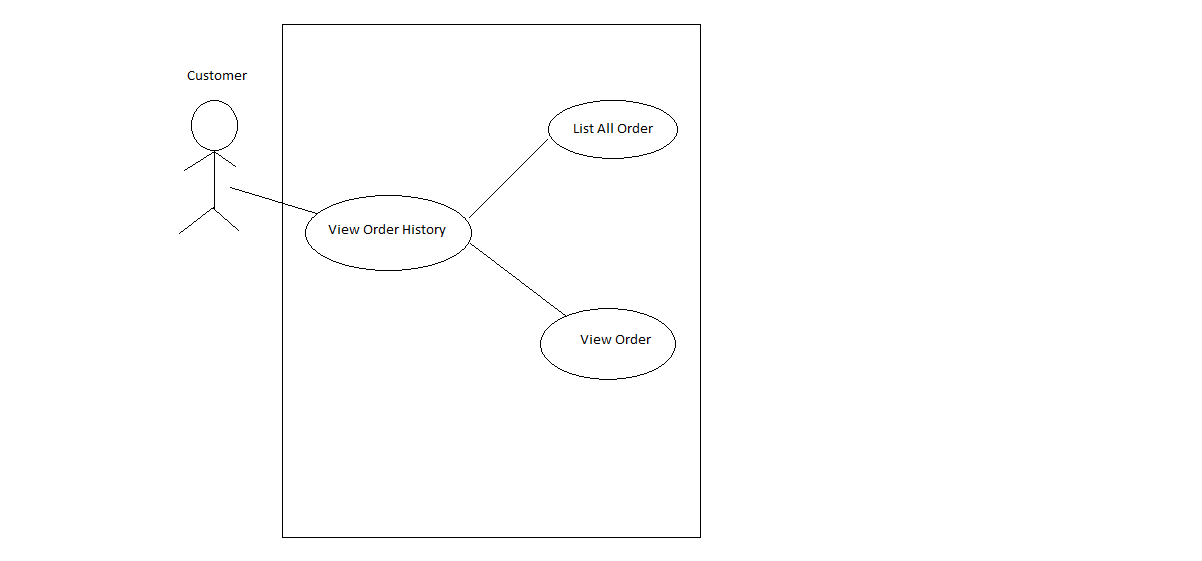 Customer
List All Order
View Order History
View Order